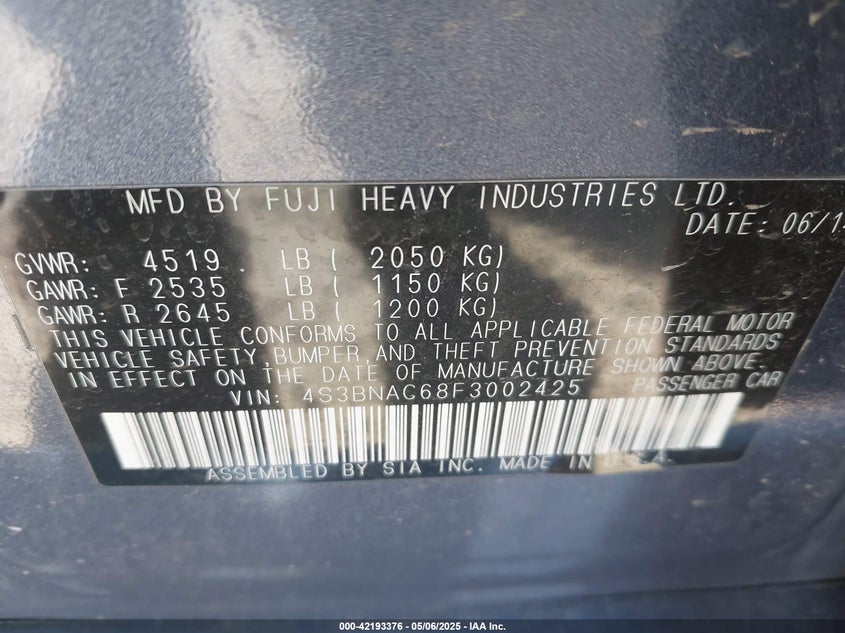 MFD BY FUJI HEAVY INDUSTRIES LTD.
DATE: 06/14
GVWR: 4519 LB ( 2050 KG)
GAWR: F 2535 LB ( 1150 KG)
GAWR: R 2645 LB ( 1200 KG)
THIS VEHICLE CONFORMS TO ALL APPLICABLE FEDERAL MOTOR
VEHICLE SAFETY,BUMPER,AND THEFT PREVENTION STANDARDS
IN EFFECT ON THE DATE OF MANUFACTURE SHOWN ABOVE.
VIN: 4S3BNAC68F3002425 PASSENGER CAR
ASSEMBLED BY SIA INC. MADE IN U.S.A.
000-42193376 | 05/06/2025 - IAA Inc.